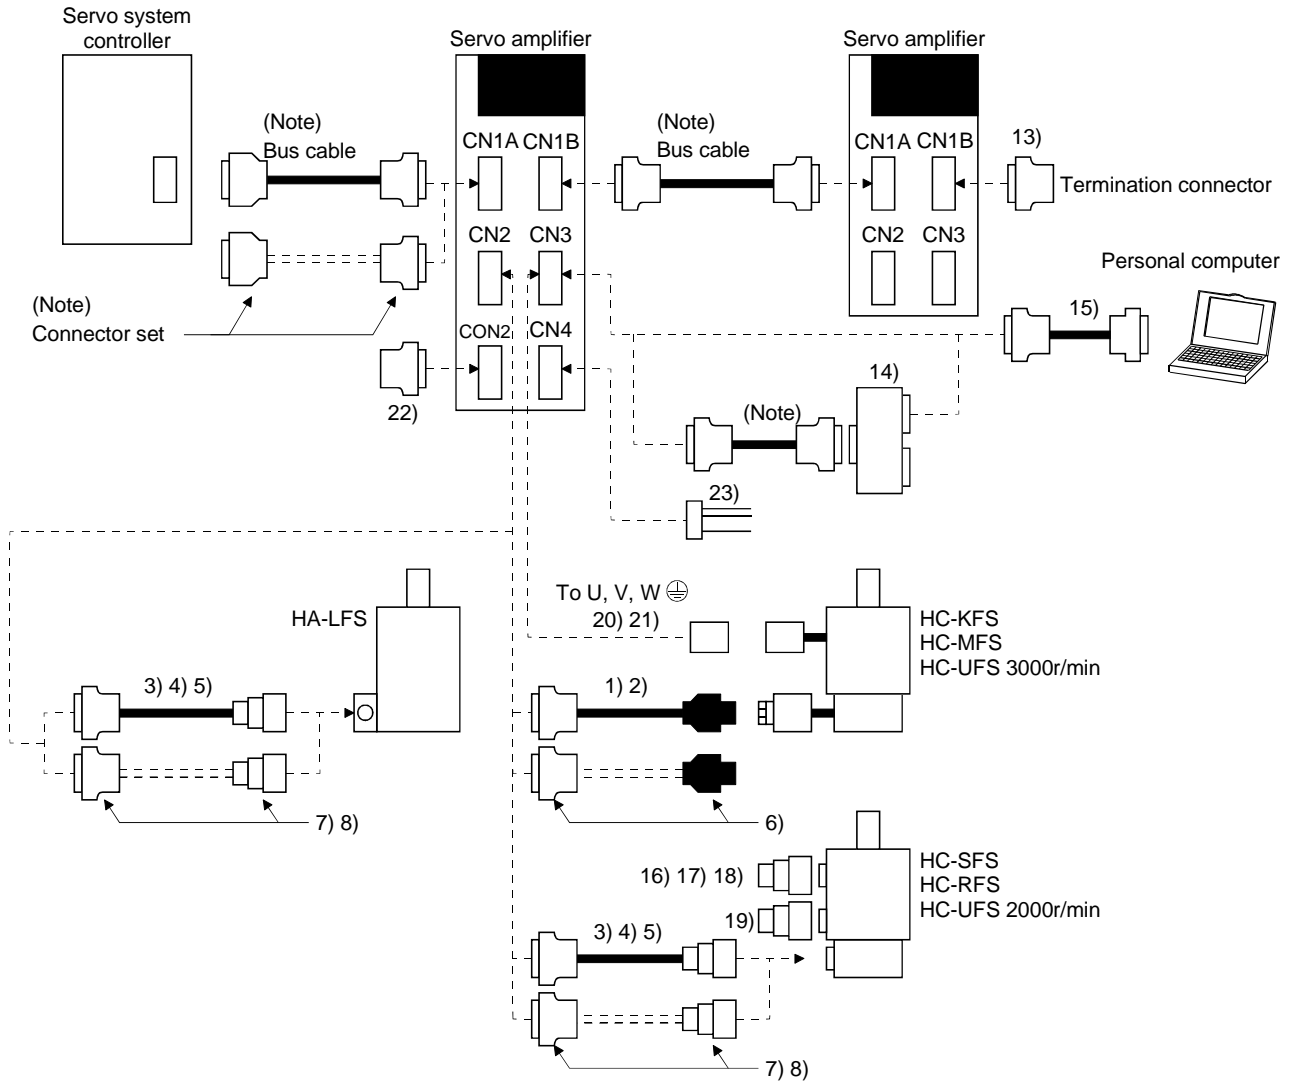 Servo system
controller
Servo amplifier
Servo amplifier
(Note)
Bus cable
CN1A CN1B
(Note)
Bus cable
CN1A CN1B
13)
Termination connector
CN2 CN3
CN2 CN3
Personal computer
(Note)
Connector set
15)
CON2 CN4
22)
14)
(Note)
23)
To U, V, W
20) 21)
HA-LFS
HC-KFS
HC-MFS
HC-UFS 3000r/min
3) 4) 5)
1) 2)
7) 8)
6)
HC-SFS
HC-RFS
HC-UFS 2000r/min
16) 17) 18)
19)
3) 4) 5)
7) 8)